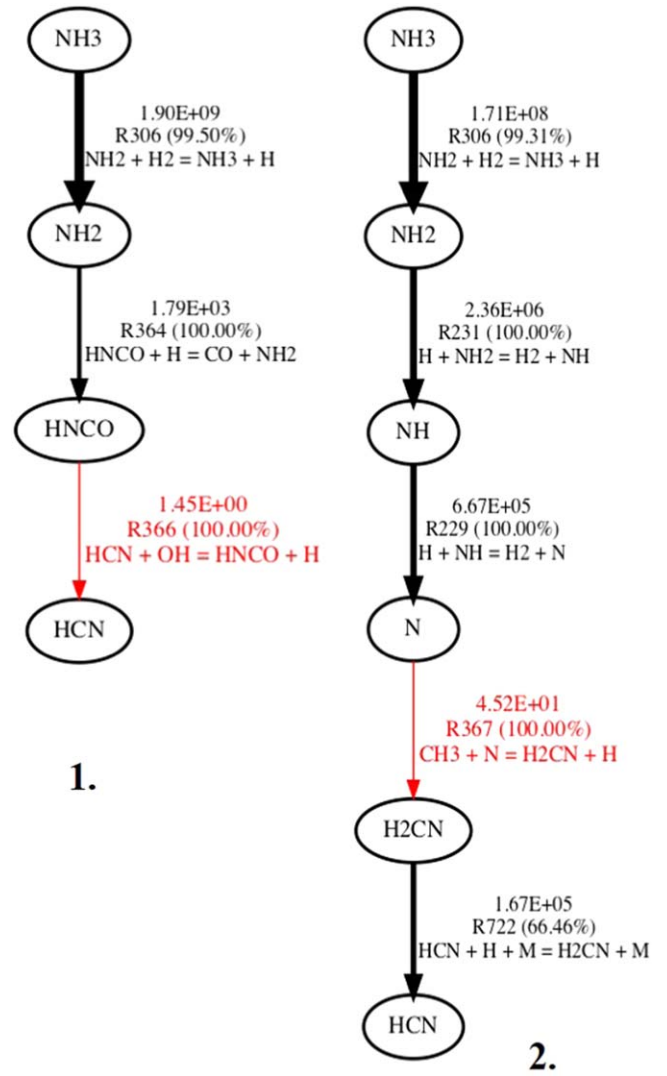 NH3
1.90E+09
R306 (99.50%)
NH2 + H2 = NH3 + H
NH2
1.79E+03
R364 (100.00%)
HNCO + H = CO + NH2
HNCO
1.45E+00
R366 (100.00%)
HCN + OH = HNCO + H
HCN
1.
NH3
1.71E+08
R306 (99.31%)
NH2 + H2 = NH3 + H
NH2
2.36E+06
R231 (100.00%)
H + NH2 = H2 + NH
NH
6.67E+05
R229 (100.00%)
H + NH = H2 + N
N
4.52E+01
R367 (100.00%)
CH3 + N = H2CN + H
H2CN
1.67E+05
R722 (66.46%)
HCN + H + M = H2CN + M
HCN
2.